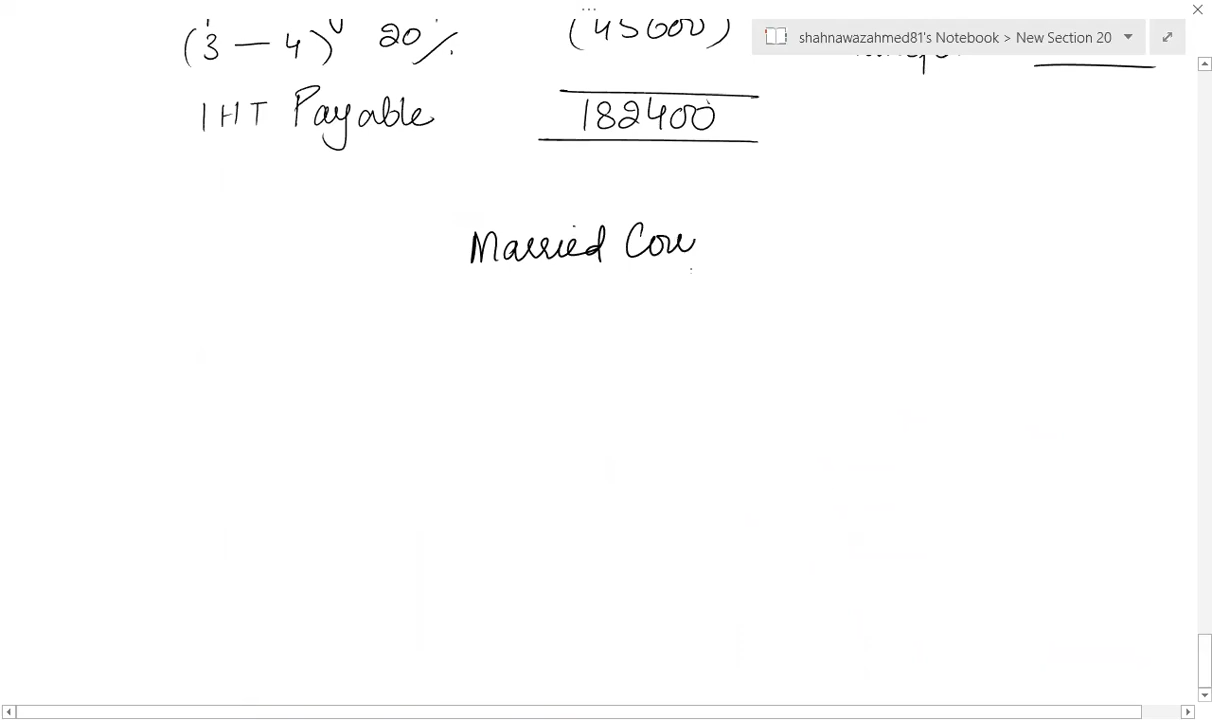 (3 — 4) 20% (45600)
shahnawazahmed81's Notebook > New Section 20
IHT Payable 182400
Married Cou